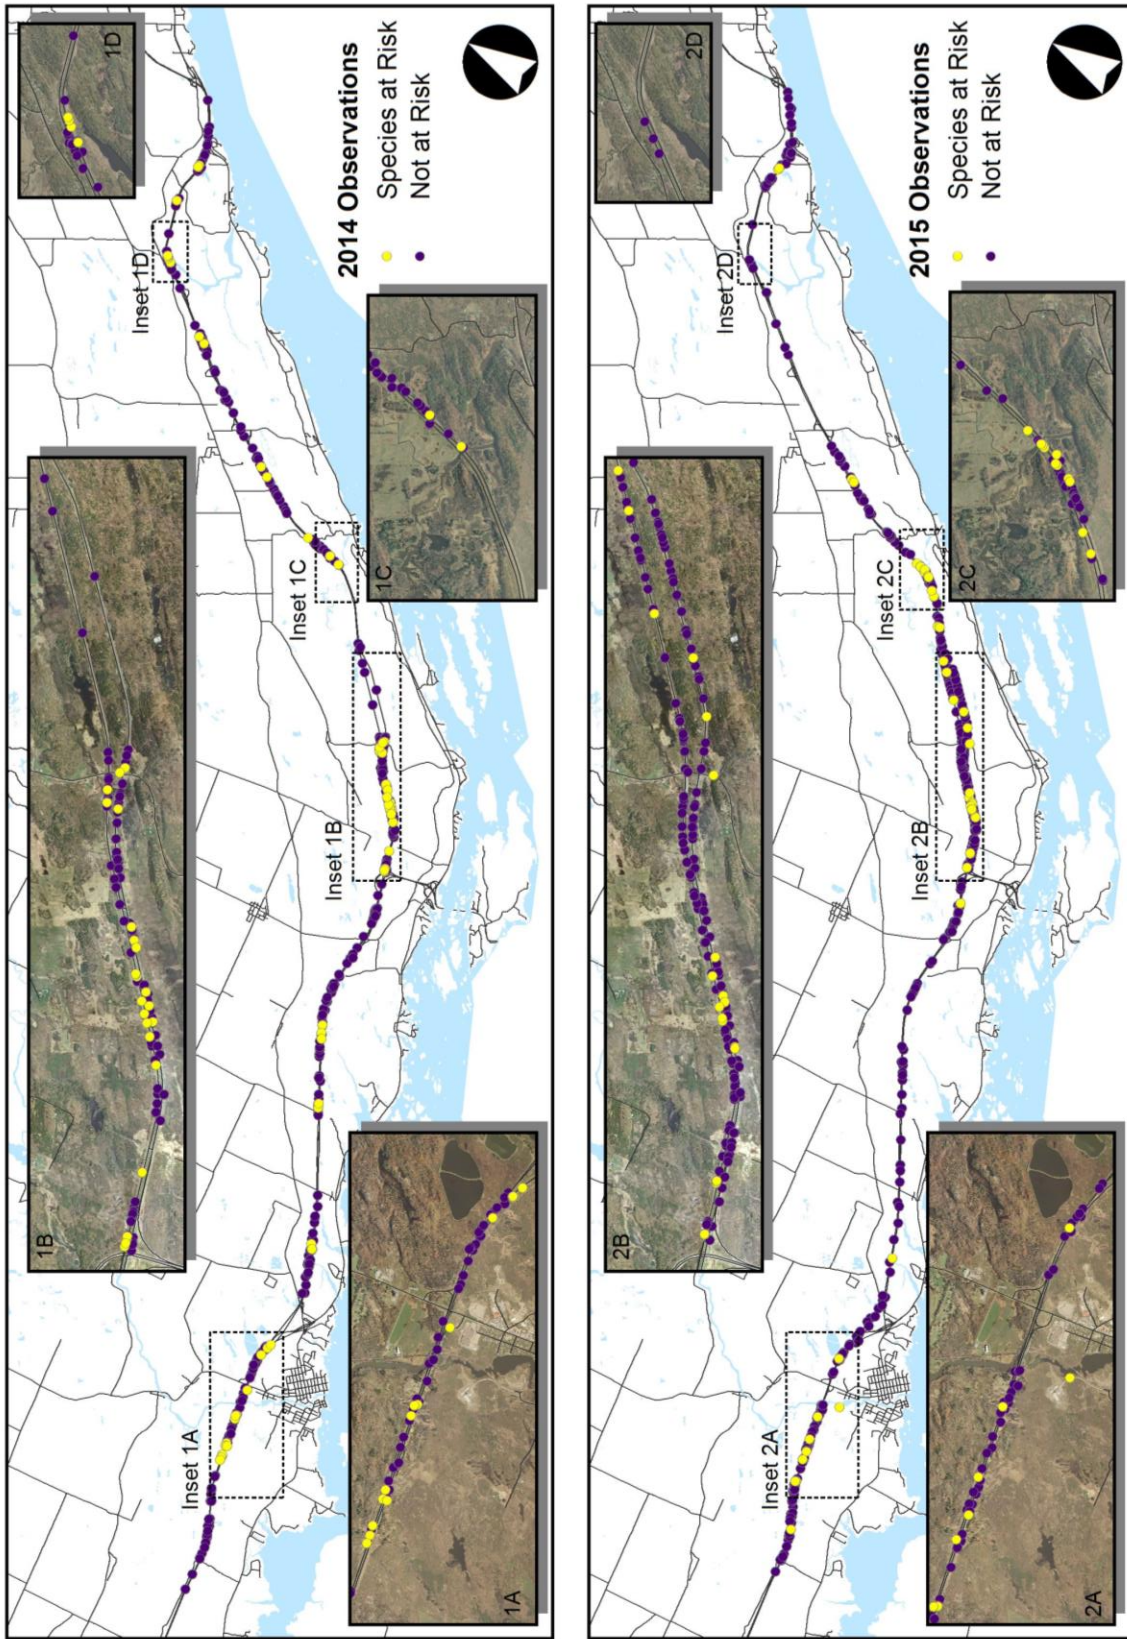 1A
Inset 1A
1B
Inset 1B
Inset 1C
1C
Inset 1D
1D
2014 Observations
Species at Risk
Not at Risk
2A
Inset 2A
2B
Inset 2B
Inset 2C
2C
Inset 2D
2D
2015 Observations
Species at Risk
Not at Risk